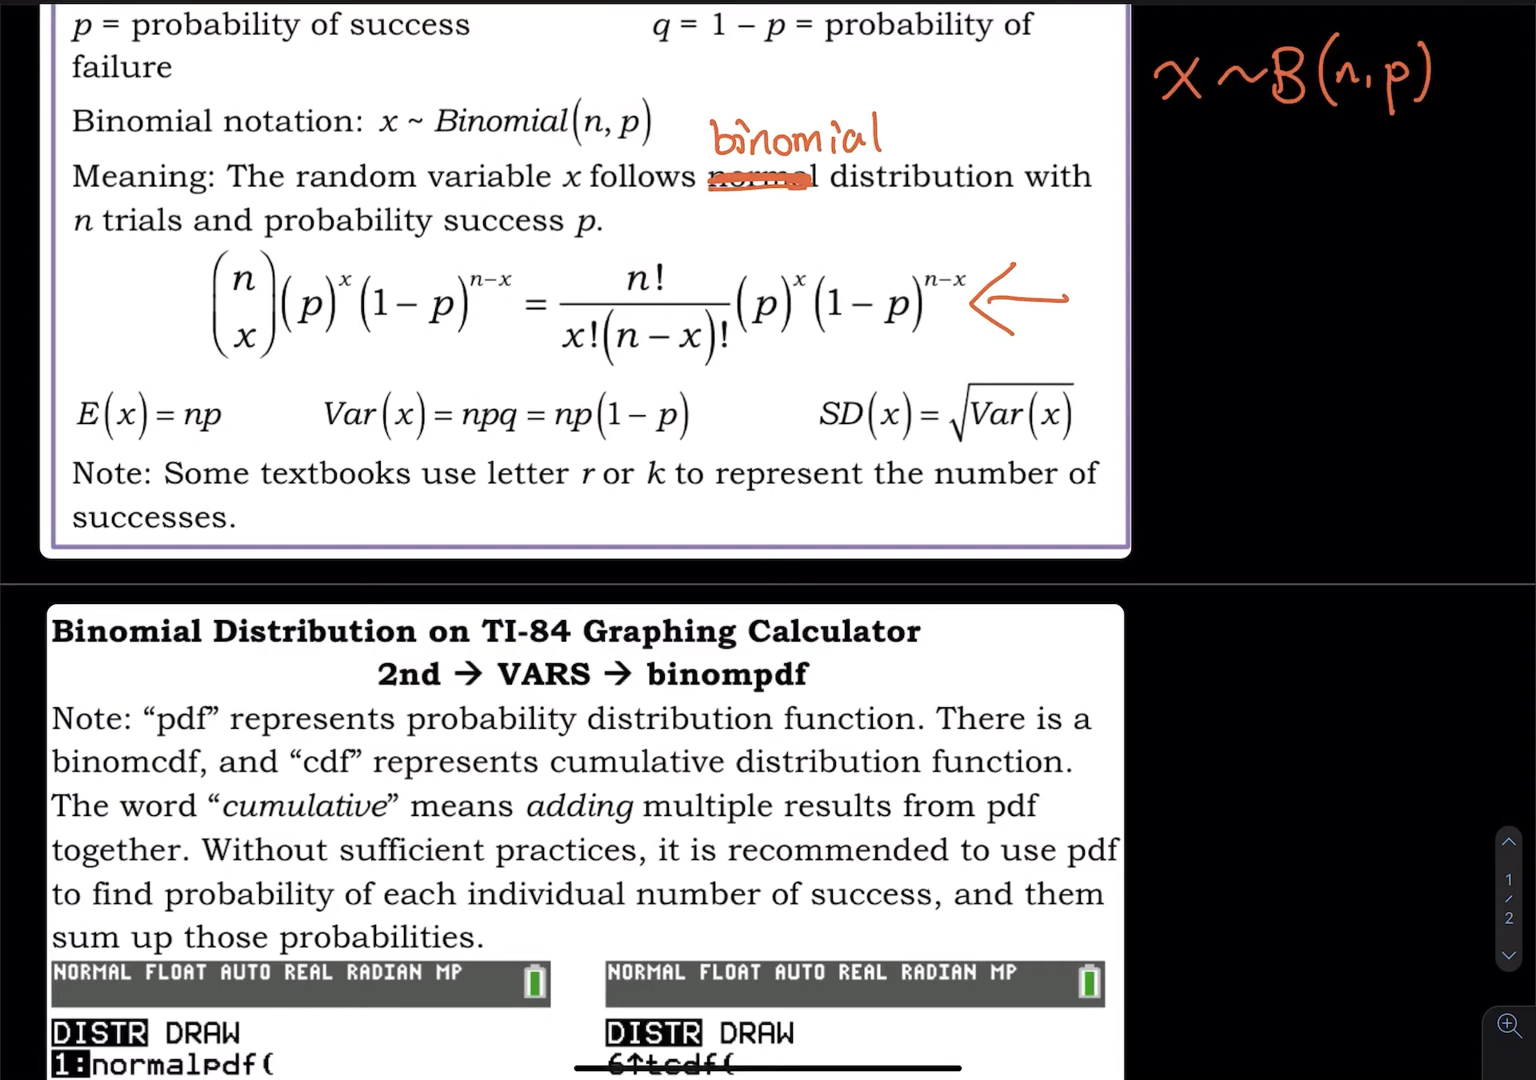 p = probability of success q = 1 − p = probability of
failure
x ~ B(n, p)
Binomial notation: x ~ Binomial(n, p)
binomial
Meaning: The random variable x follows normal distribution with
n trials and probability success p.
(n x)(p)^x(1 − p)^{n−x} = n!/(x!(n − x)!) (p)^x(1 − p)^{n−x}
E(x) = np Var(x) = npq = np(1 − p) SD(x) = √Var(x)
Note: Some textbooks use letter r or k to represent the number of
successes.
Binomial Distribution on TI-84 Graphing Calculator
2nd → VARS → binompdf
Note: “pdf” represents probability distribution function. There is a
binomcdf, and “cdf” represents cumulative distribution function.
The word “cumulative” means adding multiple results from pdf
together. Without sufficient practices, it is recommended to use pdf
to find probability of each individual number of success, and them
sum up those probabilities.
NORMAL FLOAT AUTO REAL RADIAN MP NORMAL FLOAT AUTO REAL RADIAN MP
DISTR DRAW DISTR DRAW
1:normalpdf( 6↑tcdf(
1
/
2